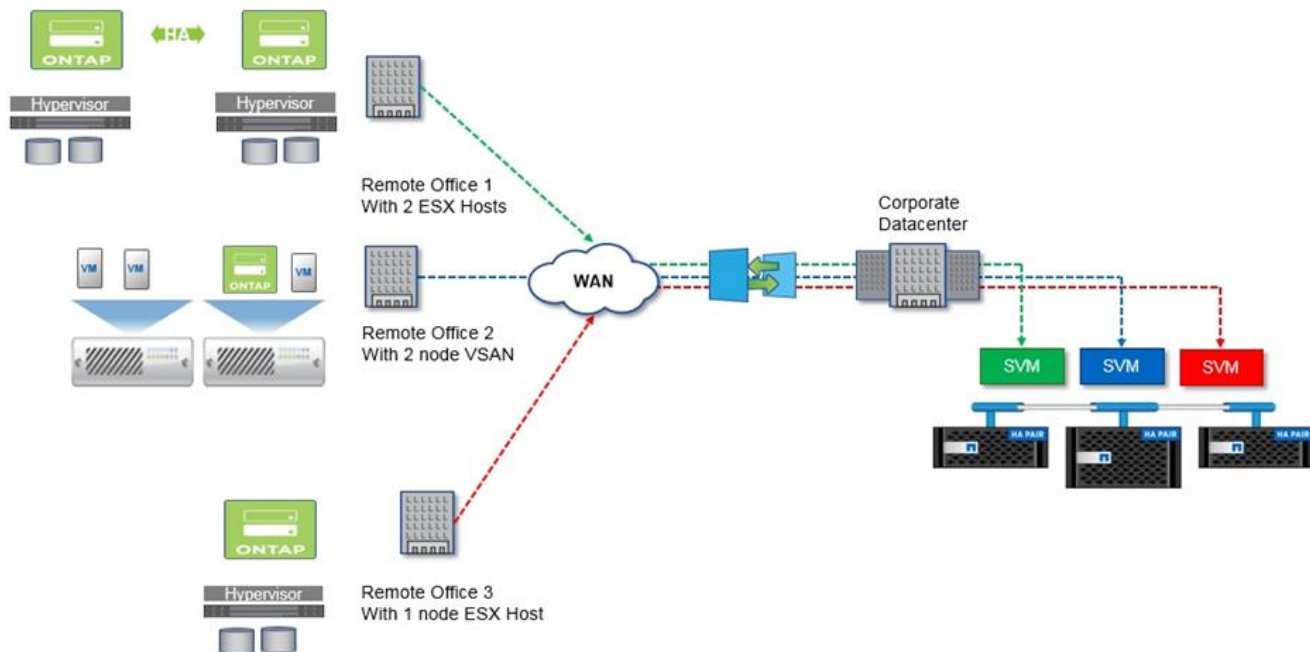 ONTAP
HA
ONTAP
Hypervisor
Hypervisor
Remote Office 1
With 2 ESX Hosts
VM
VM
ONTAP
VM
Remote Office 2
With 2 node VSAN
WAN
Corporate
Datacenter
SVM
SVM
SVM
HA PAIR
HA PAIR
HA PAIR
ONTAP
Hypervisor
Remote Office 3
With 1 node ESX Host